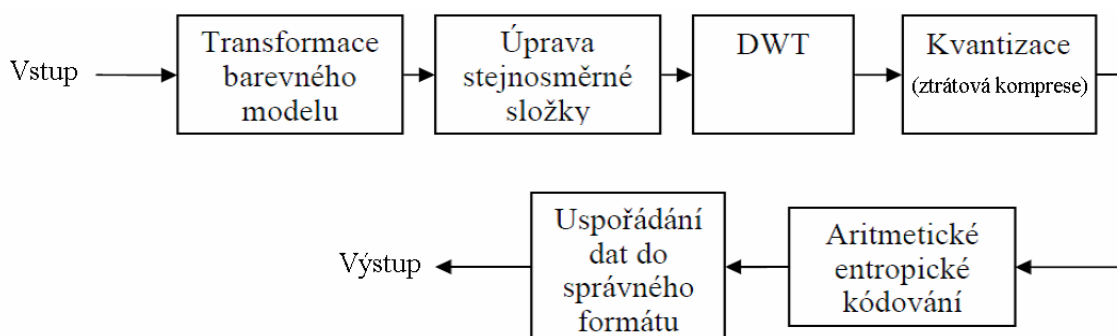 Vstup
Transformace
barevného
modelu
Úprava
stejnosměrné
složky
DWT
Kvantizace
(ztrátová komprese)
Výstup
Uspořádání
dat do
správného
formátu
Aritmetické
entropické
kódování